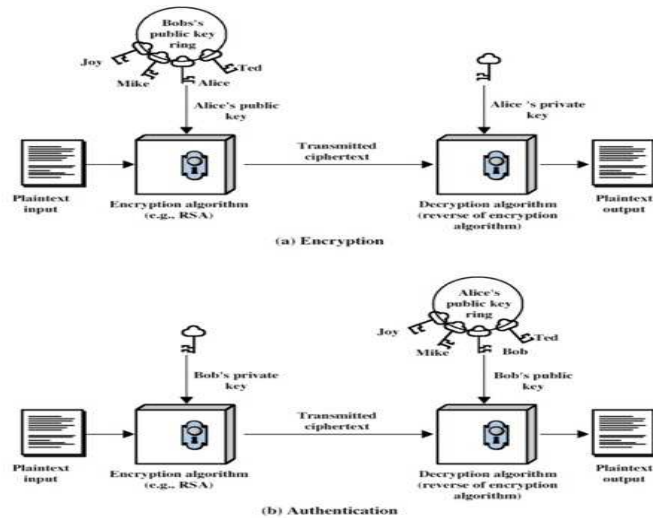 Bobs's
public key
ring
Joy
Ted
Mike
Alice
Alice's public
key
Alice 's private
key
Transmitted
ciphertext
Plaintext
input
Encryption algorithm
(e.g., RSA)
Decryption algorithm
(reverse of encryption
algorithm)
Plaintext
output
(a) Encryption
Alice's
public key
ring
Joy
Ted
Mike
Bob
Bob's private
key
Bob's public
key
Transmitted
ciphertext
Plaintext
input
Encryption algorithm
(e.g., RSA)
Decryption algorithm
(reverse of encryption
algorithm)
Plaintext
output
(b) Authentication